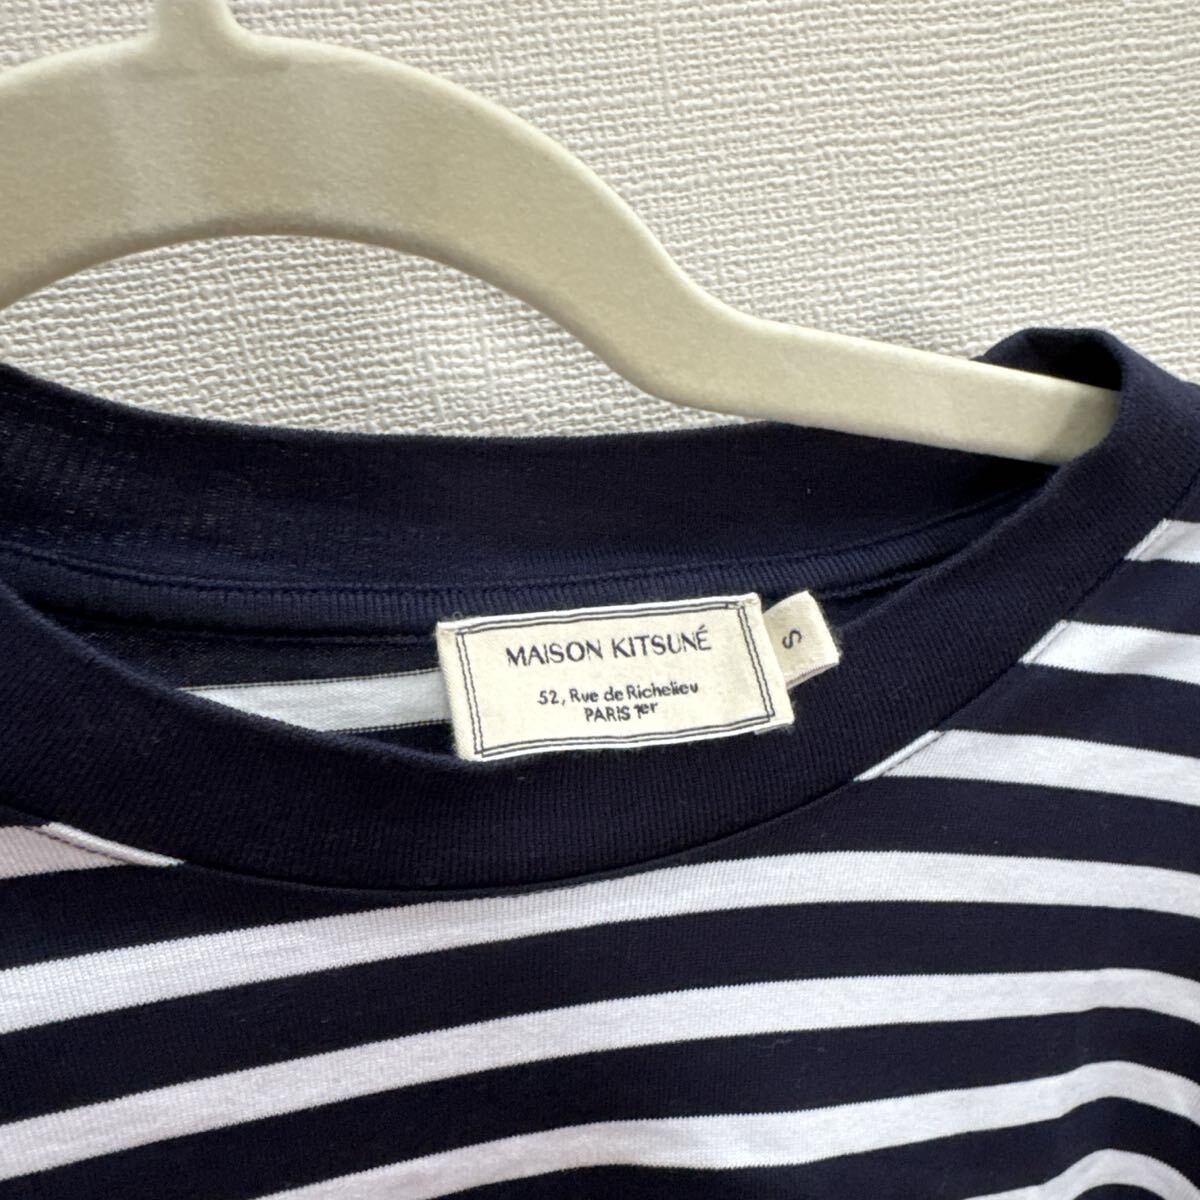 MAISON KITSUNÉ
52, Rue de Richelieu
PARIS 1er
S